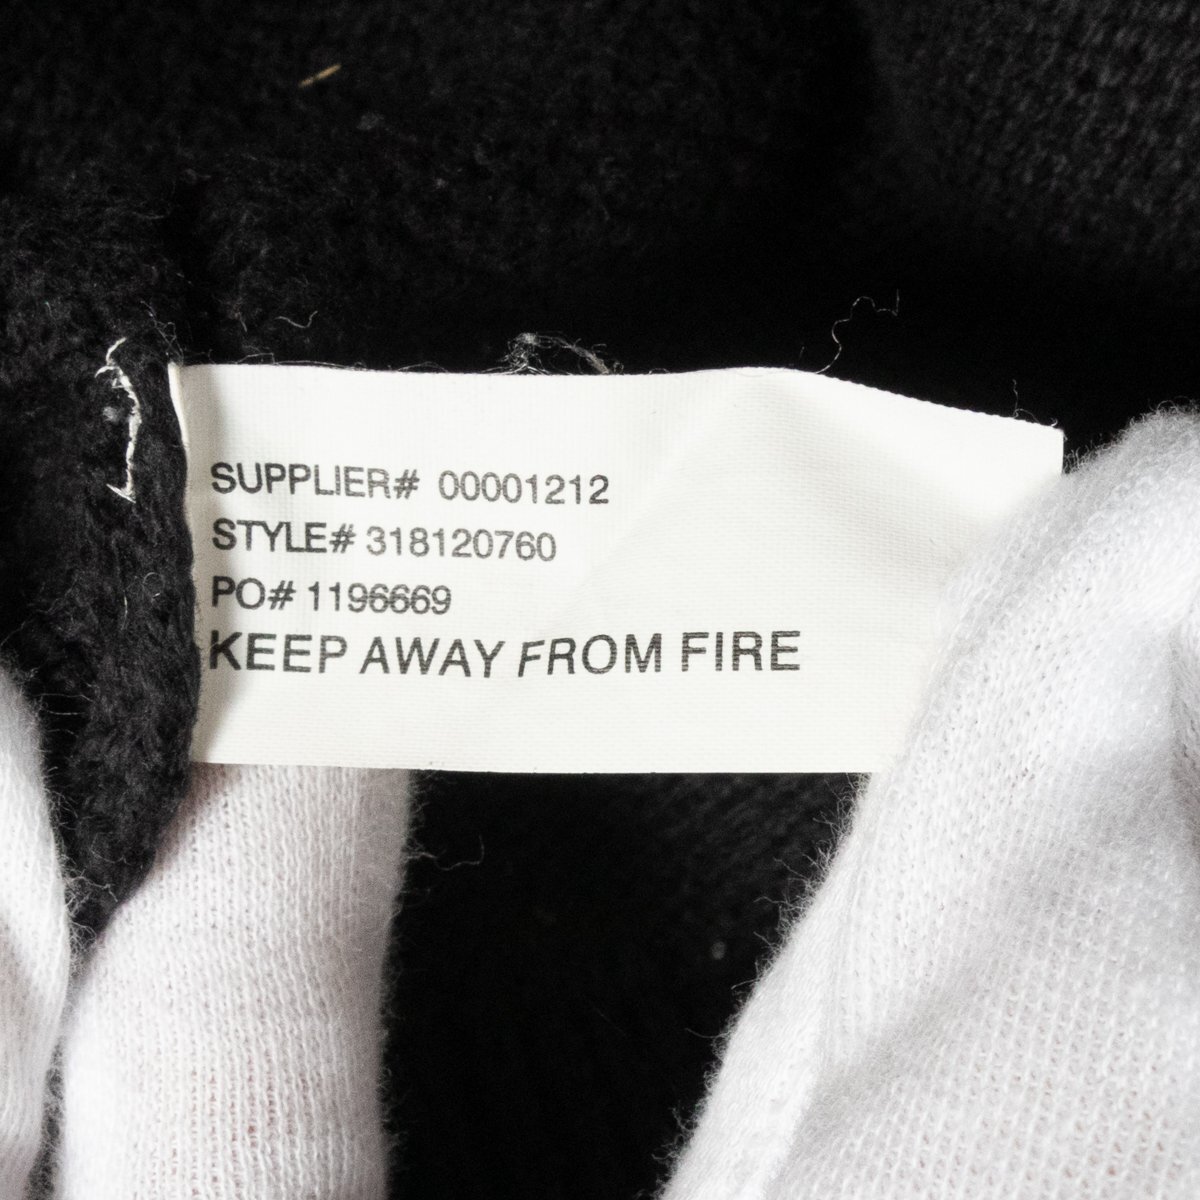 SUPPLIER# 00001212
STYLE# 318120760
PO# 1196669
KEEP AWAY FROM FIRE